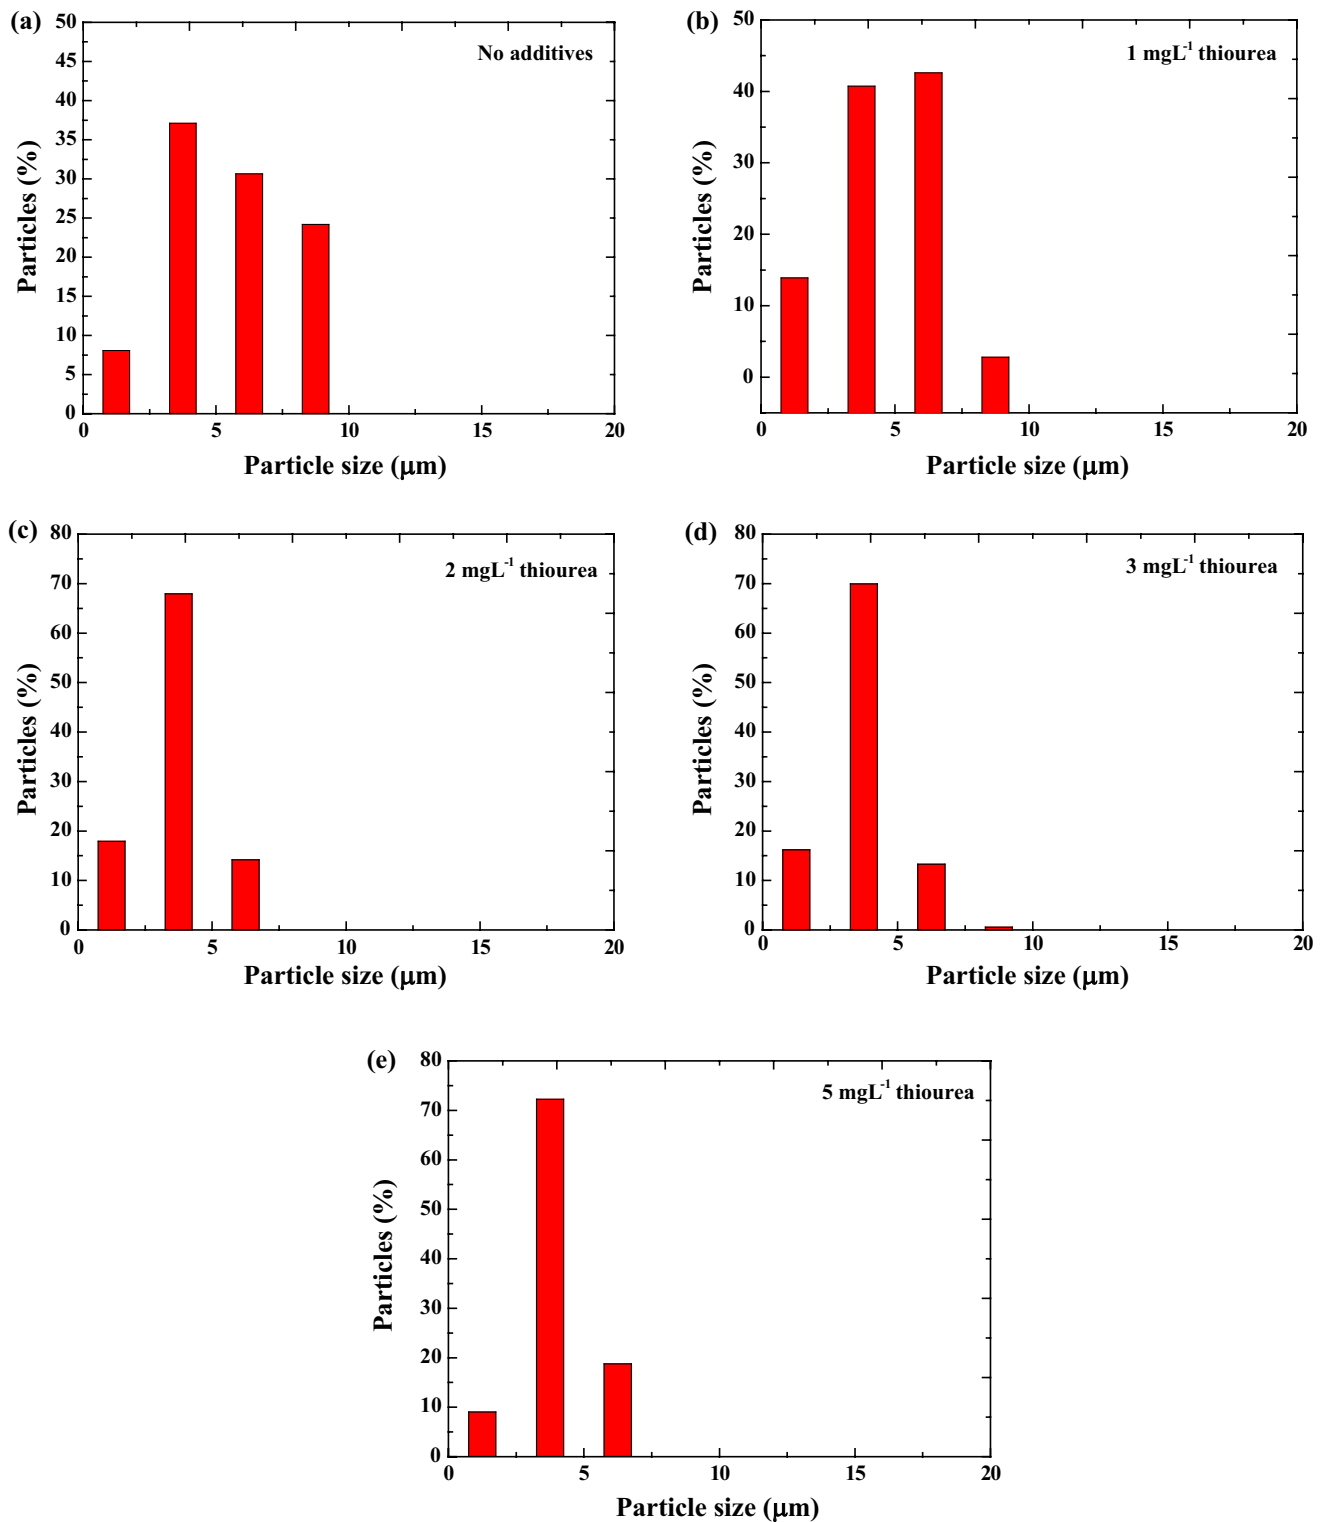 (a)
No additives
50
45
40
35
30
25
20
15
10
5
0
Particles (%)
0 5 10 15 20
Particle size (μm)
(b)
1 mgL-1 thiourea
50
40
30
20
10
0
Particles (%)
0 5 10 15 20
Particle size (μm)
(c)
2 mgL-1 thiourea
80
70
60
50
40
30
20
10
0
Particles (%)
0 5 10 15 20
Particle size (μm)
(d)
3 mgL-1 thiourea
80
70
60
50
40
30
20
10
0
Particles (%)
0 5 10 15 20
Particle size (μm)
(e)
5 mgL-1 thiourea
80
70
60
50
40
30
20
10
0
Particles (%)
0 5 10 15 20
Particle size (μm)